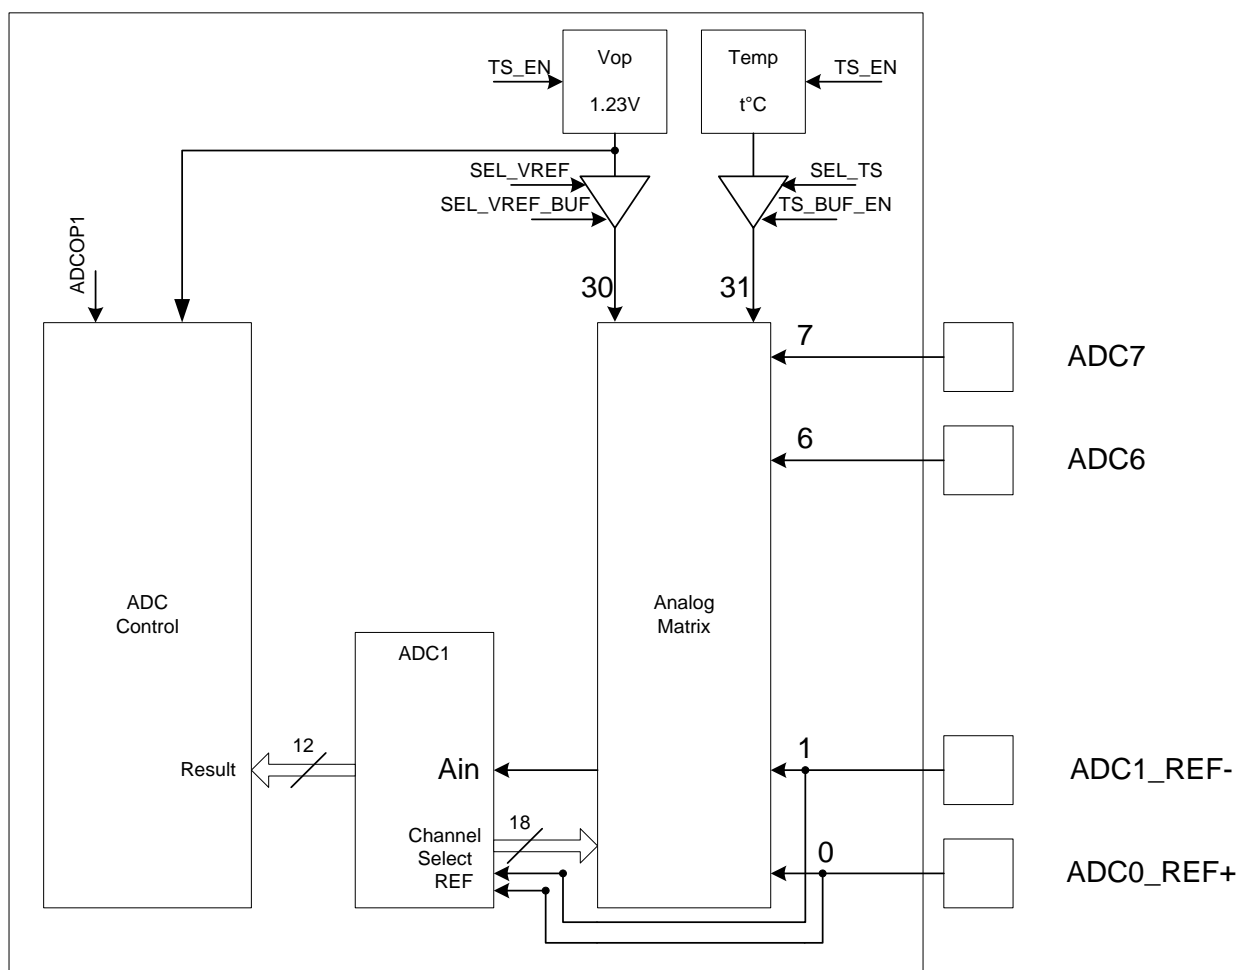 Vop
1.23V
Temp
t°C
TS_EN
TS_EN
SEL_VREF
SEL_VREF_BUF
SEL_TS
TS_BUF_EN
ADCOP1
30
31
7
ADC7
6
ADC6
ADC
Control
Analog
Matrix
ADC1
12
Result
Ain
1
ADC1_REF-
Channel
Select
REF
18
0
ADC0_REF+